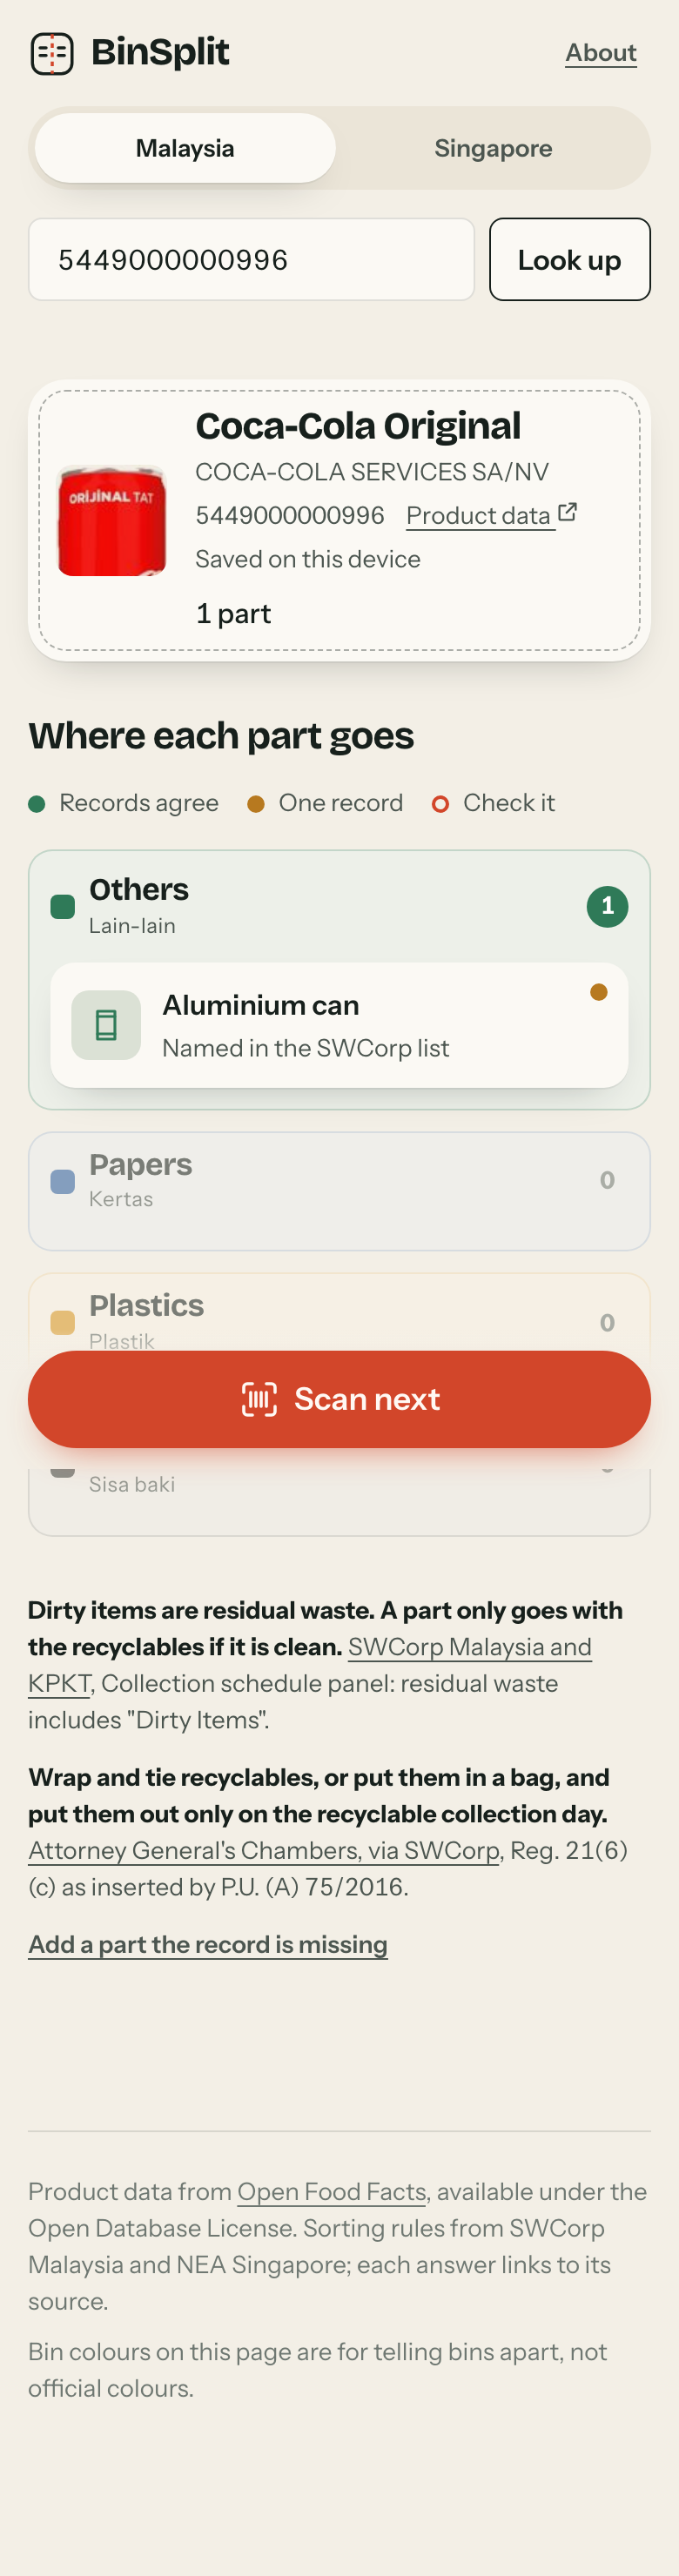 BinSplit
About
Malaysia
Singapore
5449000000996
Look up
ORİJİNAL TAT
Coca-Cola Original
COCA-COLA SERVICES SA/NV
5449000000996 Product data
Saved on this device
1 part
Where each part goes
Records agree
One record
Check it
Others
Lain-lain
1
Aluminium can
Named in the SWCorp list
Papers
Kertas
0
Plastics
Plastik
0
Scan next
Sisa baki
Dirty items are residual waste. A part only goes with
the recyclables if it is clean. SWCorp Malaysia and
KPKT, Collection schedule panel: residual waste
includes "Dirty Items".
Wrap and tie recyclables, or put them in a bag, and
put them out only on the recyclable collection day.
Attorney General's Chambers, via SWCorp, Reg. 21(6)
(c) as inserted by P.U. (A) 75/2016.
Add a part the record is missing
Product data from Open Food Facts, available under the
Open Database License. Sorting rules from SWCorp
Malaysia and NEA Singapore; each answer links to its
source.
Bin colours on this page are for telling bins apart, not
official colours.